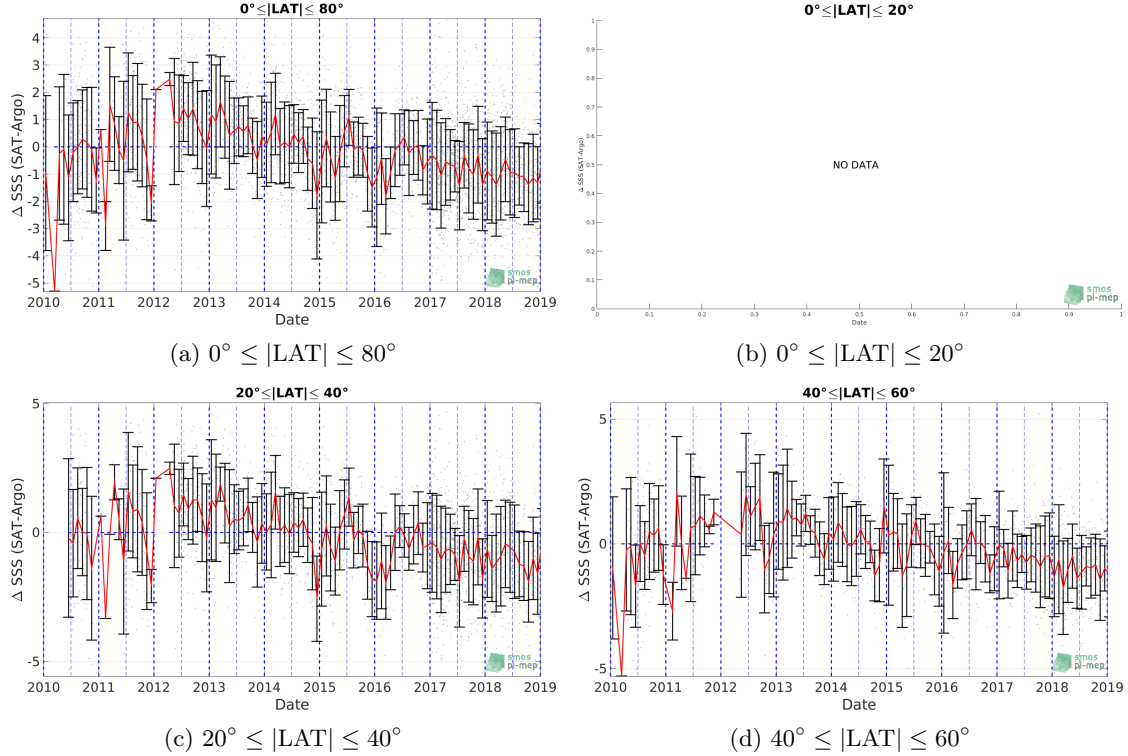 0°≤|LAT|≤ 80°
Δ SSS (SAT-Argo)
4
3
2
1
0
-1
-2
-3
-4
-5
2010 2011 2012 2013 2014 2015 2016 2017 2018 2019
Date
smos
pi-mep
(a) 0° ≤ |LAT| ≤ 80°
0°≤|LAT|≤ 20°
Δ SSS (SAT-Argo)
1
0.9
0.8
0.7
0.6
0.5
0.4
0.3
0.2
0.1
0
NO DATA
0 0.1 0.2 0.3 0.4 0.5 0.6 0.7 0.8 0.9 1
Date
smos
pi-mep
(b) 0° ≤ |LAT| ≤ 20°
20°≤|LAT|≤ 40°
Δ SSS (SAT-Argo)
5
0
-5
2010 2011 2012 2013 2014 2015 2016 2017 2018 2019
Date
smos
pi-mep
(c) 20° ≤ |LAT| ≤ 40°
40°≤|LAT|≤ 60°
Δ SSS (SAT-Argo)
5
0
-5
2010 2011 2012 2013 2014 2015 2016 2017 2018 2019
Date
smos
pi-mep
(d) 40° ≤ |LAT| ≤ 60°